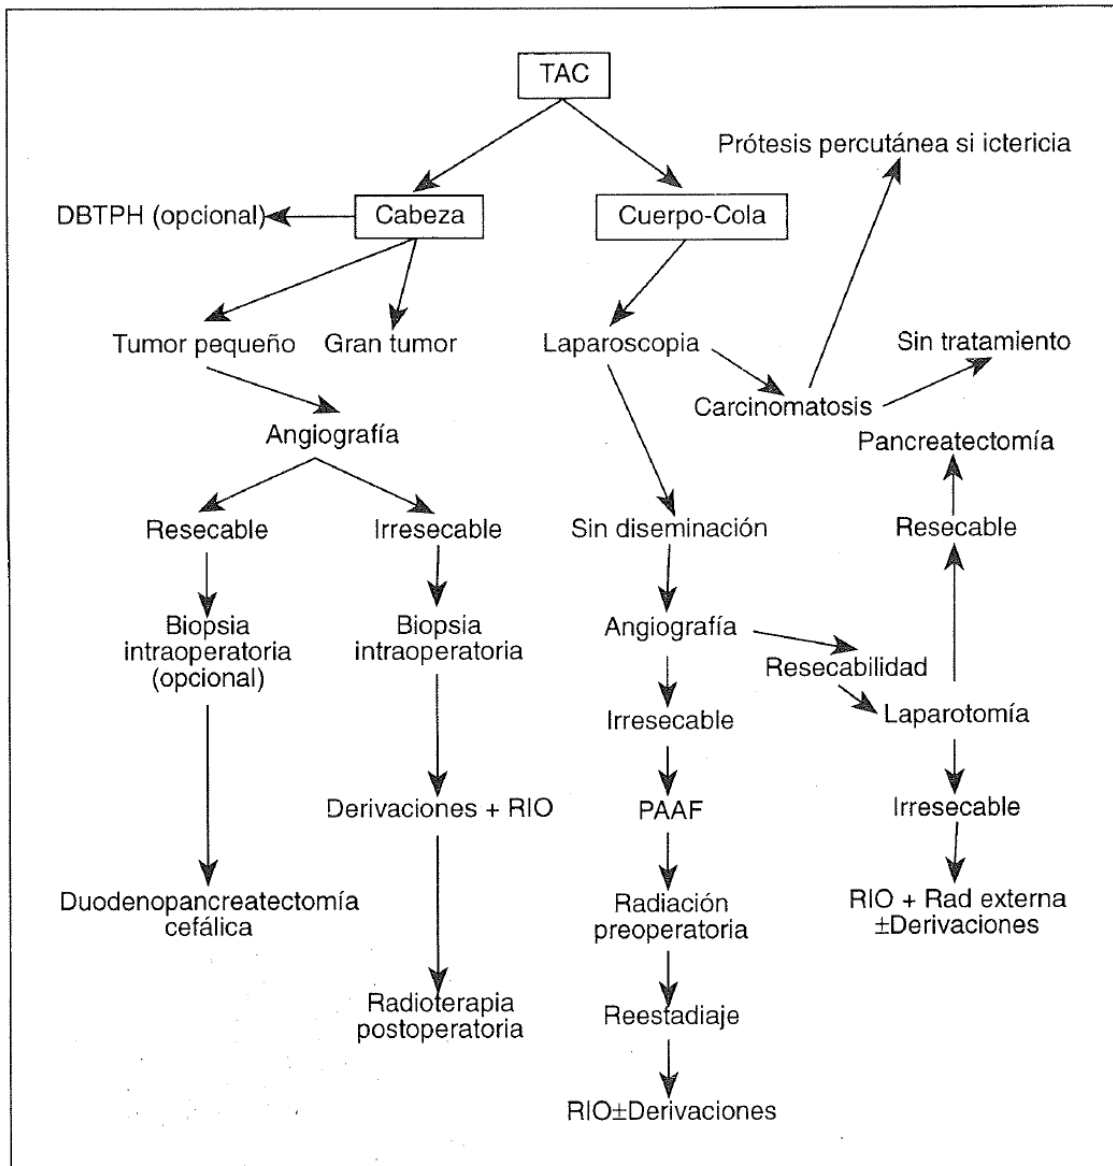 TAC
Prótesis percutánea si ictericia
DBTPH (opcional)
Cabeza
Cuerpo-Cola
Tumor pequeño
Gran tumor
Laparoscopia
Sin tratamiento
Carcinomatosis
Angiografía
Pancreatectomía
Resecable
Irresecable
Sin diseminación
Resecable
Biopsia
intraoperatoria
(opcional)
Biopsia
intraoperatoria
Angiografía
Resecabilidad
Irresecable
Laparotomía
Derivaciones + RIO
PAAF
Irresecable
Duodenopancreatectomía
cefálica
Radiación
preoperatoria
RIO + Rad externa
±Derivaciones
Radioterapia
postoperatoria
Reestadiaje
RIO±Derivaciones